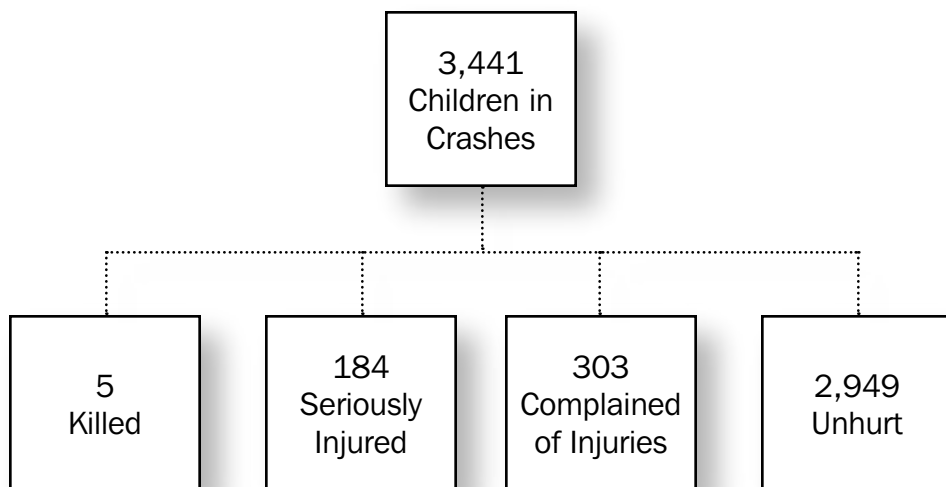 3,441
Children in
Crashes
5
Killed
184
Seriously
Injured
303
Complained
of Injuries
2,949
Unhurt